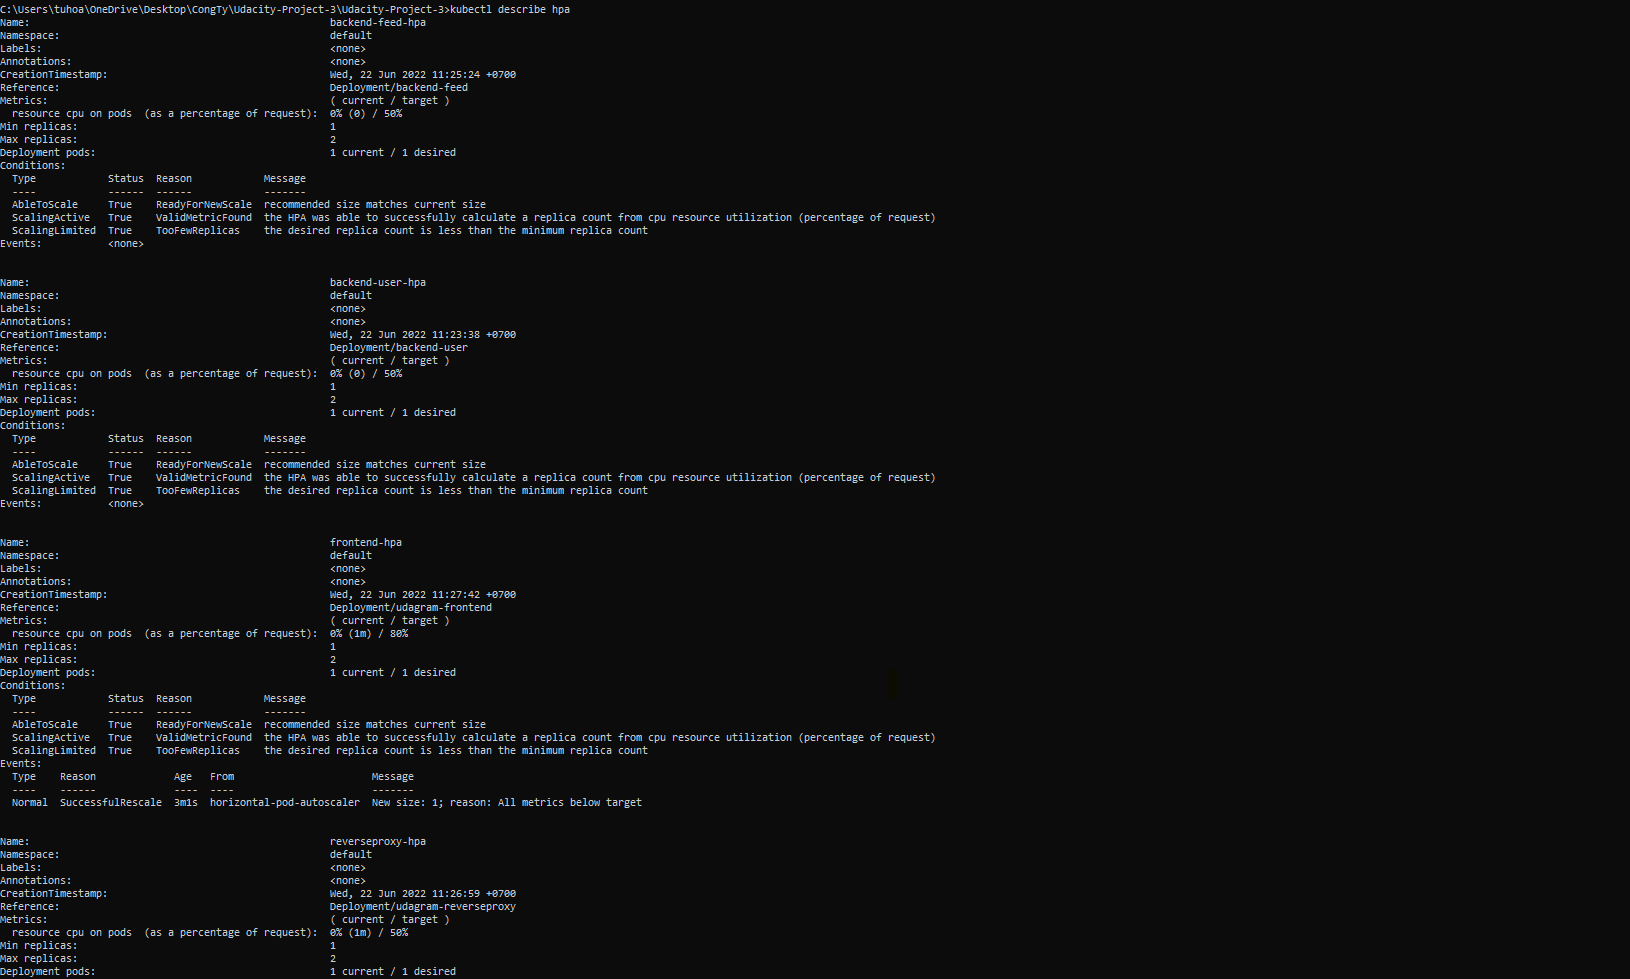 C:\Users\tuhoa\OneDrive\Desktop\CongTy\Udacity-Project-3\Udacity-Project-3>kubectl describe hpa
Name:                                                  backend-feed-hpa
Namespace:                                             default
Labels:                                                <none>
Annotations:                                           <none>
CreationTimestamp:                                     Wed, 22 Jun 2022 11:25:24 +0700
Reference:                                             Deployment/backend-feed
Metrics:                                               ( current / target )
  resource cpu on pods  (as a percentage of request):  0% (0) / 50%
Min replicas:                                          1
Max replicas:                                          2
Deployment pods:                                       1 current / 1 desired
Conditions:
  Type            Status  Reason            Message
  ----            ------  ------            -------
  AbleToScale     True    ReadyForNewScale  recommended size matches current size
  ScalingActive   True    ValidMetricFound  the HPA was able to successfully calculate a replica count from cpu resource utilization (percentage of request)
  ScalingLimited  True    TooFewReplicas    the desired replica count is less than the minimum replica count
Events:           <none>
Name:                                                  backend-user-hpa
Namespace:                                             default
Labels:                                                <none>
Annotations:                                           <none>
CreationTimestamp:                                     Wed, 22 Jun 2022 11:23:38 +0700
Reference:                                             Deployment/backend-user
Metrics:                                               ( current / target )
  resource cpu on pods  (as a percentage of request):  0% (0) / 50%
Min replicas:                                          1
Max replicas:                                          2
Deployment pods:                                       1 current / 1 desired
Conditions:
  Type            Status  Reason            Message
  ----            ------  ------            -------
  AbleToScale     True    ReadyForNewScale  recommended size matches current size
  ScalingActive   True    ValidMetricFound  the HPA was able to successfully calculate a replica count from cpu resource utilization (percentage of request)
  ScalingLimited  True    TooFewReplicas    the desired replica count is less than the minimum replica count
Events:           <none>
Name:                                                  frontend-hpa
Namespace:                                             default
Labels:                                                <none>
Annotations:                                           <none>
CreationTimestamp:                                     Wed, 22 Jun 2022 11:27:42 +0700
Reference:                                             Deployment/udagram-frontend
Metrics:                                               ( current / target )
  resource cpu on pods  (as a percentage of request):  0% (1m) / 80%
Min replicas:                                          1
Max replicas:                                          2
Deployment pods:                                       1 current / 1 desired
Conditions:
  Type            Status  Reason            Message
  ----            ------  ------            -------
  AbleToScale     True    ReadyForNewScale  recommended size matches current size
  ScalingActive   True    ValidMetricFound  the HPA was able to successfully calculate a replica count from cpu resource utilization (percentage of request)
  ScalingLimited  True    TooFewReplicas    the desired replica count is less than the minimum replica count
Events:
  Type    Reason             Age   From                       Message
  ----    ------             ----  ----                       -------
  Normal  SuccessfulRescale  3m1s  horizontal-pod-autoscaler  New size: 1; reason: All metrics below target
Name:                                                  reverseproxy-hpa
Namespace:                                             default
Labels:                                                <none>
Annotations:                                           <none>
CreationTimestamp:                                     Wed, 22 Jun 2022 11:26:59 +0700
Reference:                                             Deployment/udagram-reverseproxy
Metrics:                                               ( current / target )
  resource cpu on pods  (as a percentage of request):  0% (1m) / 50%
Min replicas:                                          1
Max replicas:                                          2
Deployment pods:                                       1 current / 1 desired